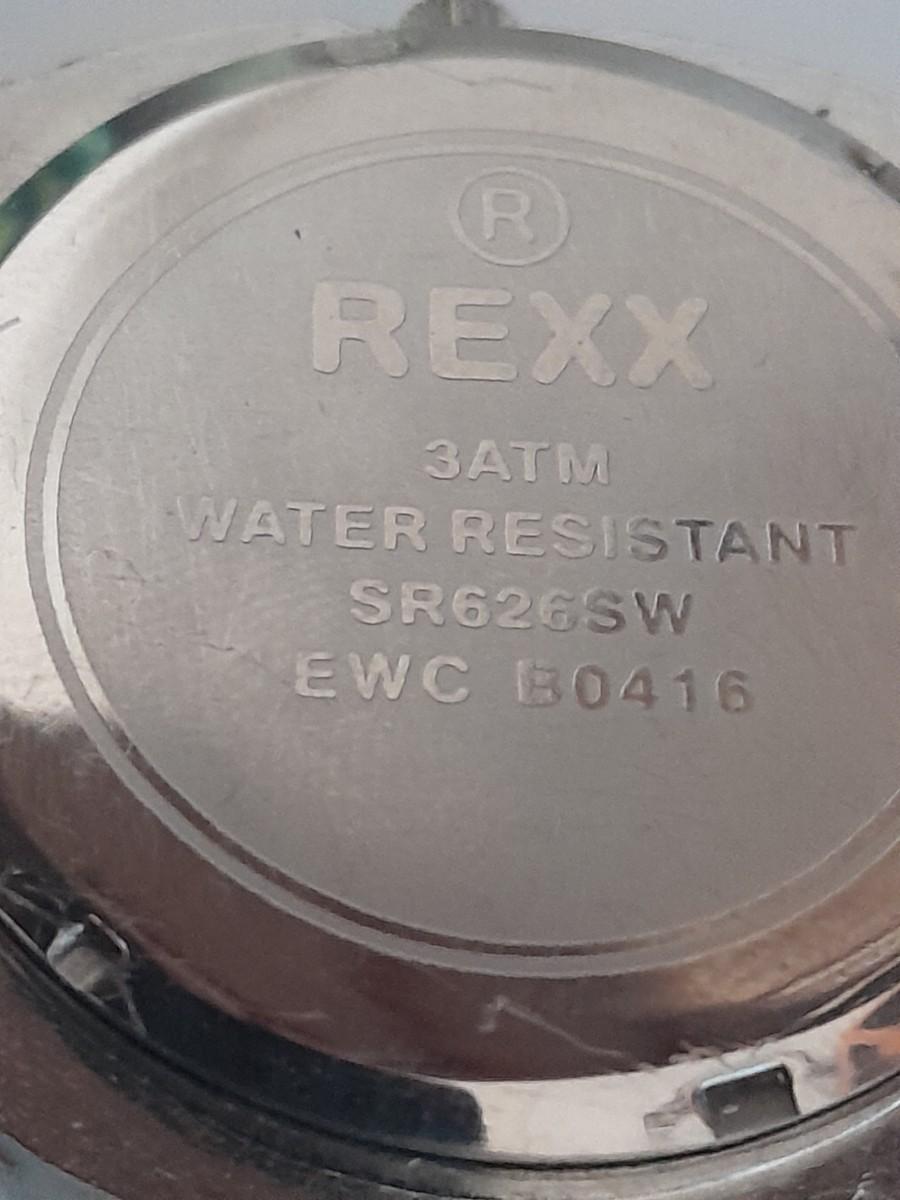 R
REXX
3ATM
WATER RESISTANT
SR626SW
EWC B0416